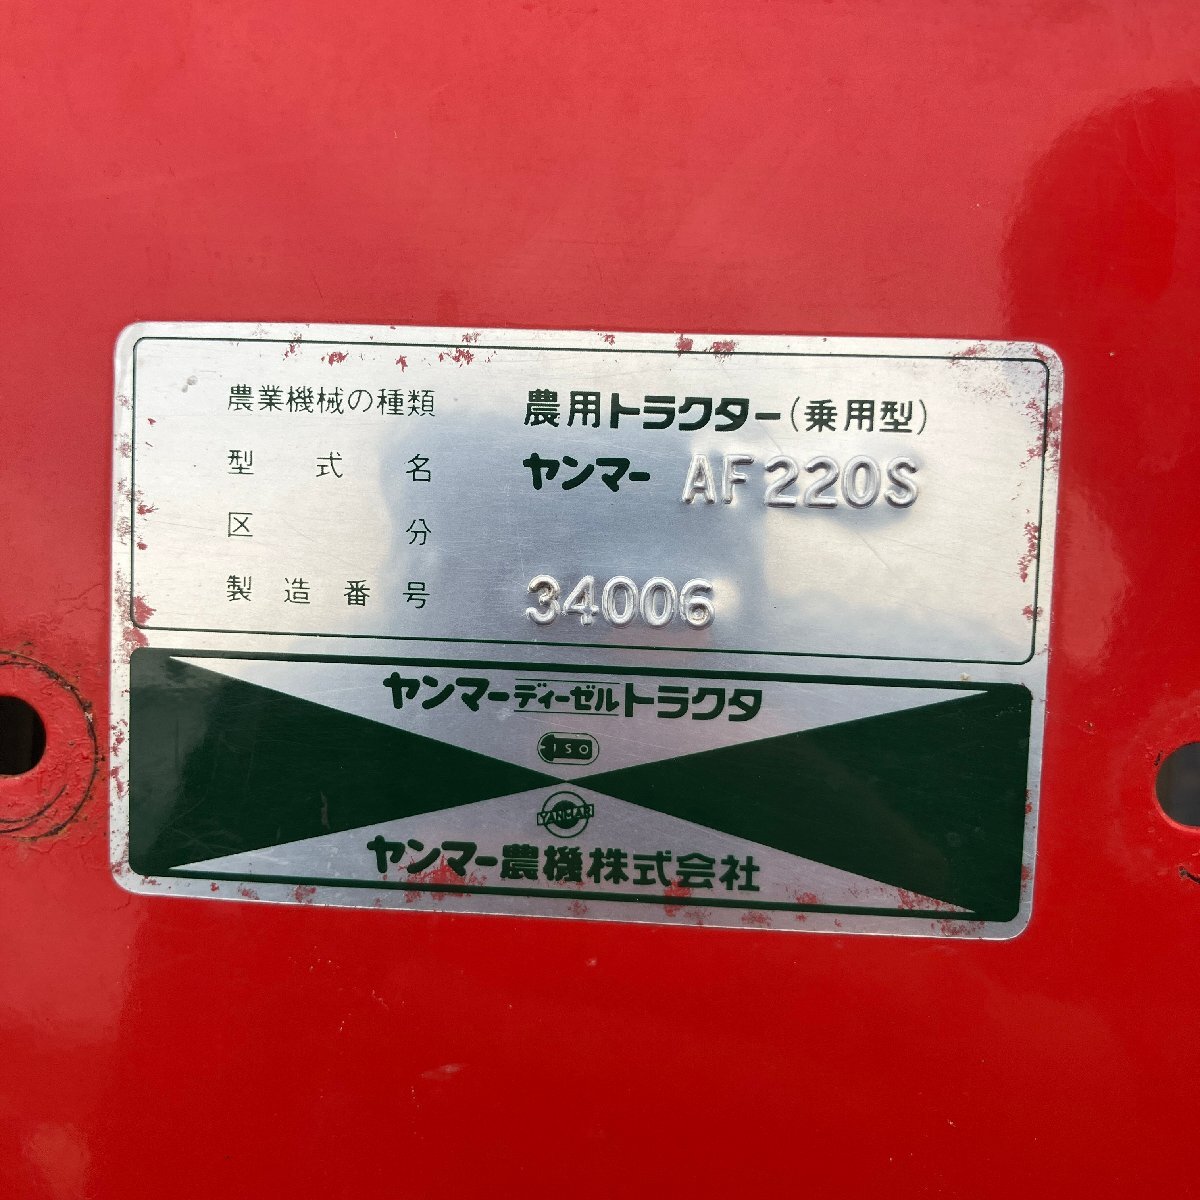 農業機械の種類 農用トラクター(乗用型)
型式名 ヤンマー AF220S
区分
製造番号 34006
ヤンマーディーゼルトラクタ
ISO
YANMAR
ヤンマー農機株式会社